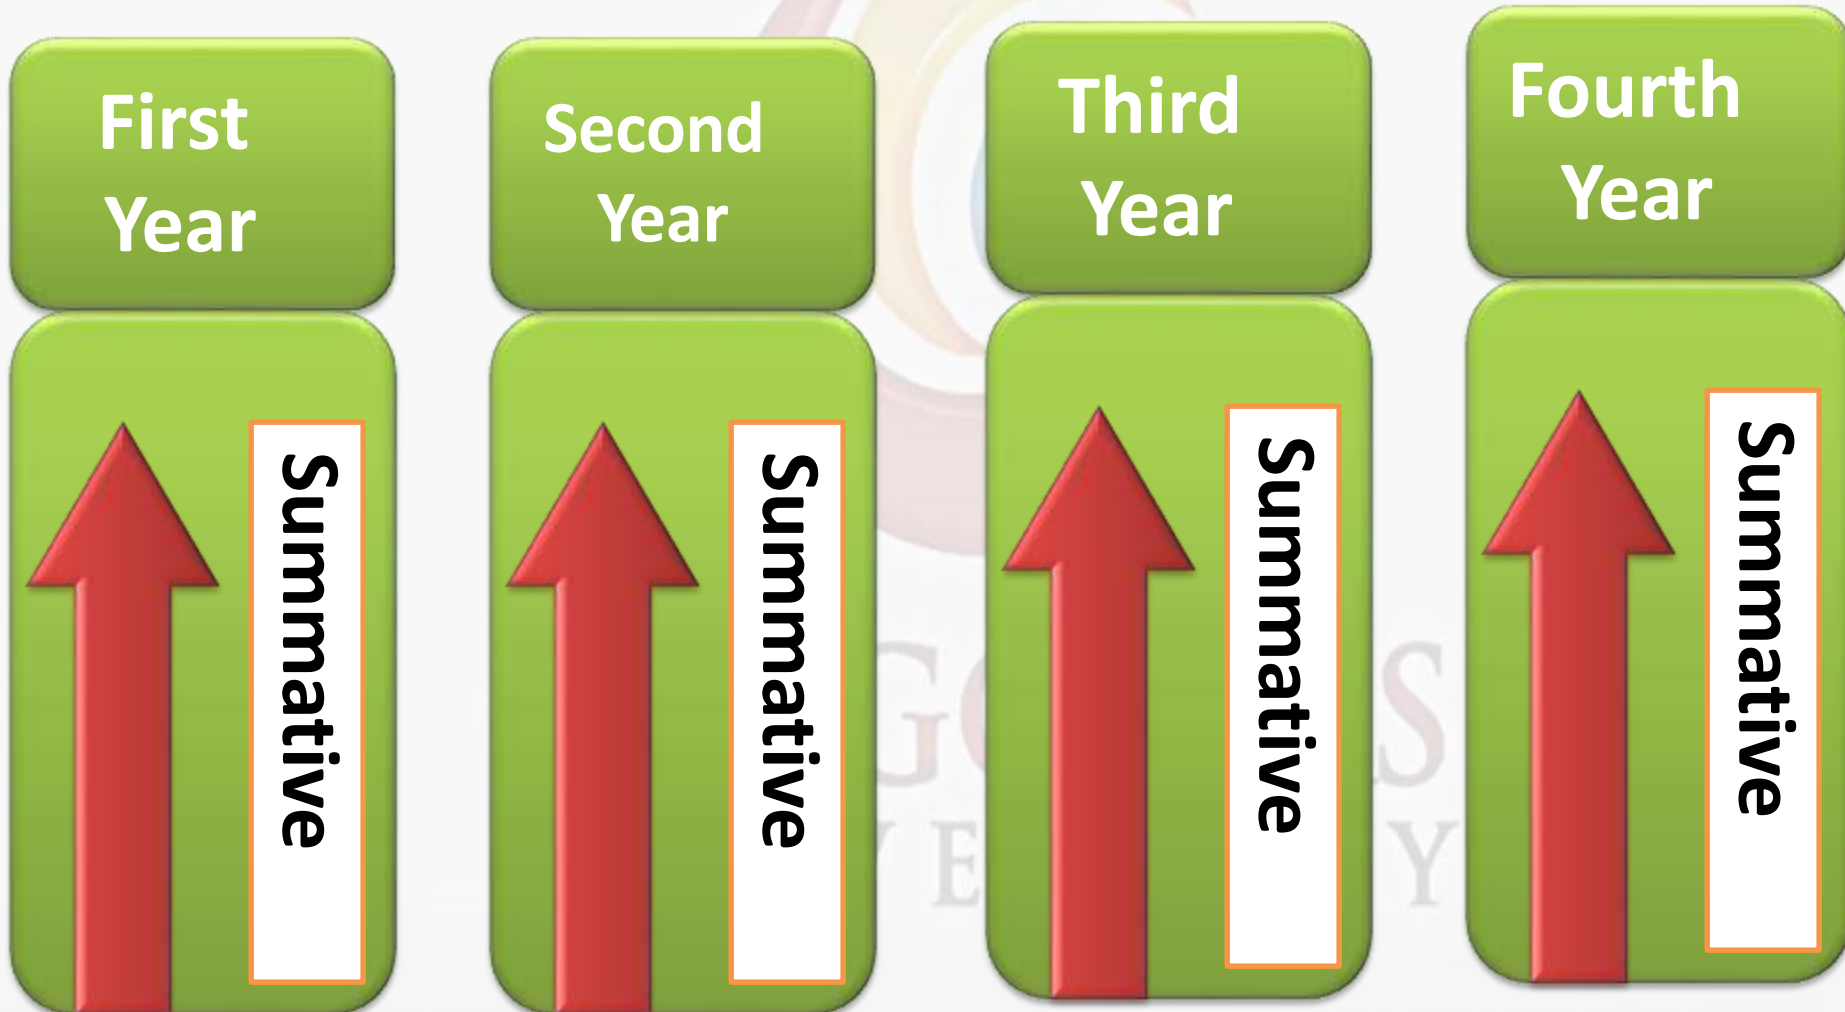 First
Year
Second
Year
Third
Year
Fourth
Year
Summative
Summative
Summative
Summative